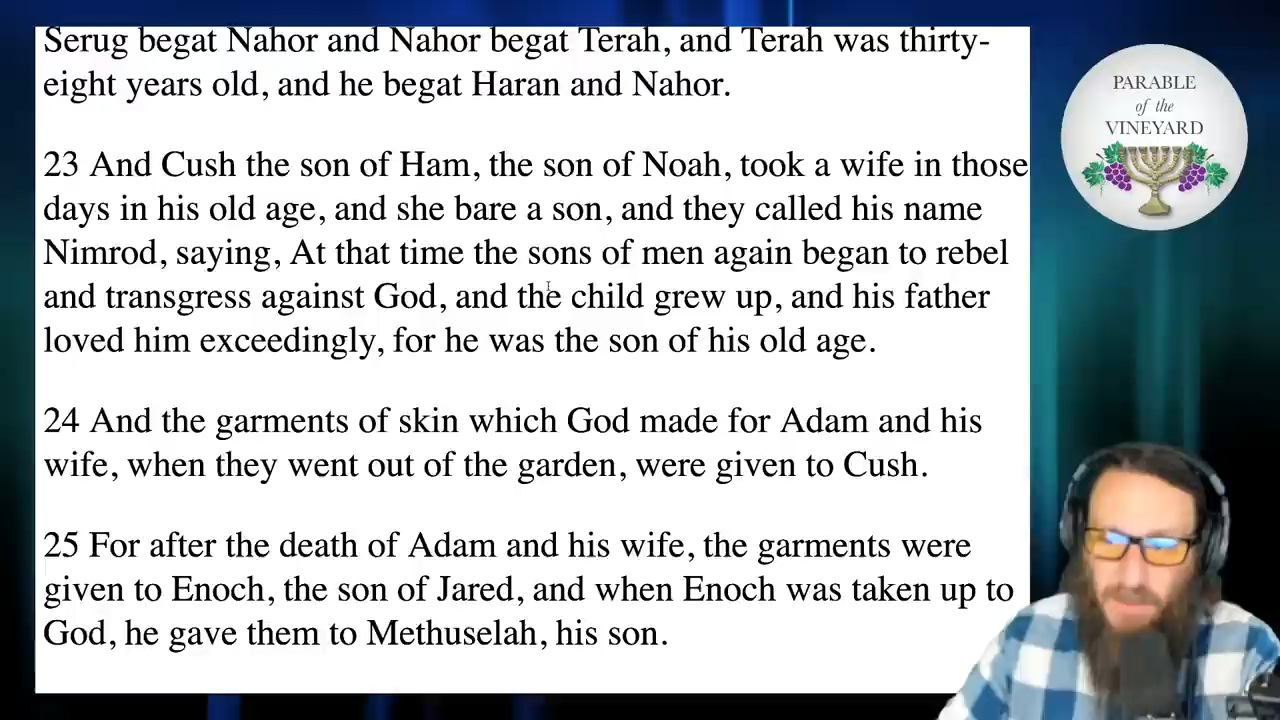 Serug begat Nahor and Nahor begat Terah, and Terah was thirty-
eight years old, and he begat Haran and Nahor.
23 And Cush the son of Ham, the son of Noah, took a wife in those
days in his old age, and she bare a son, and they called his name
Nimrod, saying, At that time the sons of men again began to rebel
and transgress against God, and the child grew up, and his father
loved him exceedingly, for he was the son of his old age.
24 And the garments of skin which God made for Adam and his
wife, when they went out of the garden, were given to Cush.
25 For after the death of Adam and his wife, the garments were
given to Enoch, the son of Jared, and when Enoch was taken up to
God, he gave them to Methuselah, his son.
PARABLE
of the
VINEYARD